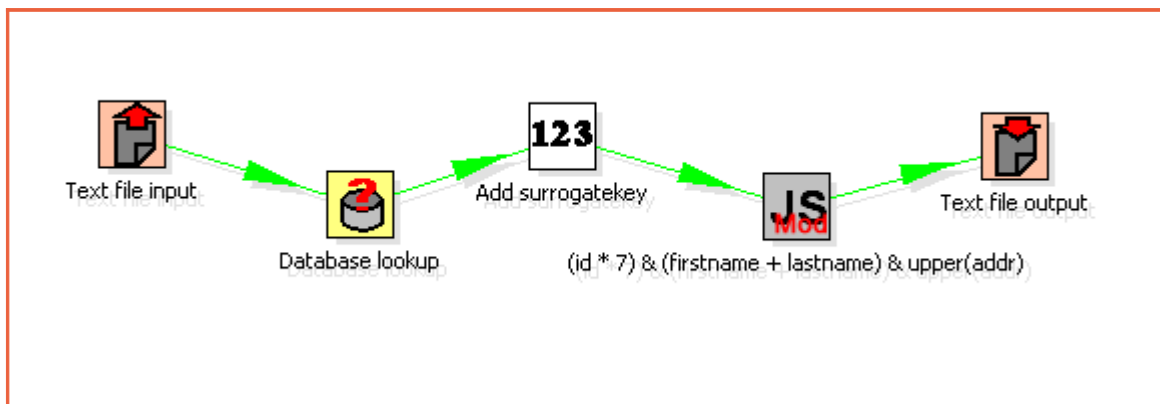 Text file input
Database lookup
123
Add surrogatekey
JS
Mod
(id * 7) & (firstname + lastname) & upper(addr)
Text file output
?